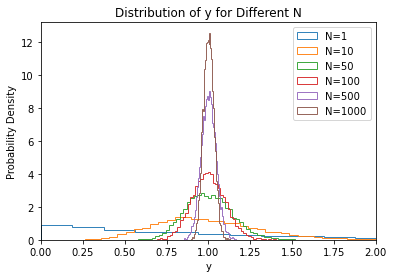 Distribution of y for Different N
Probability Density
12
10
8
6
4
2
0
N=1
N=10
N=50
N=100
N=500
N=1000
0.00 0.25 0.50 0.75 1.00 1.25 1.50 1.75 2.00
y